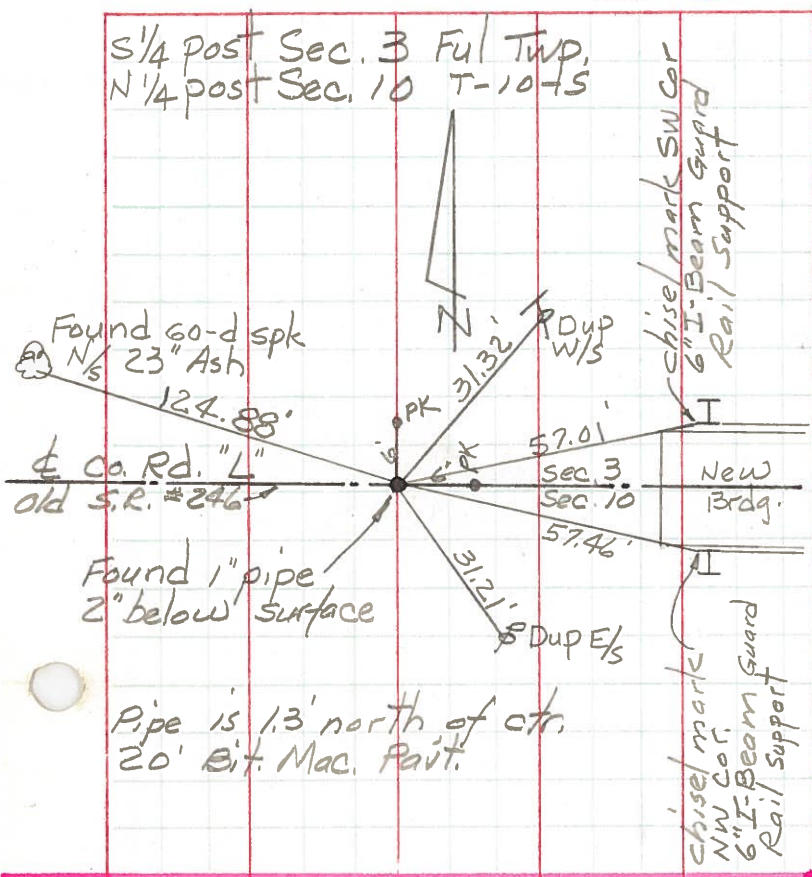 S 1/4 post Sec. 3 Ful Twp.
N 1/4 post Sec. 10 T-10-S
N
chisel mark SW Cor
6" I-Beam Guard
Rail Support
Found 60-d spk
N/s 23" Ash
124.88'
Dup
W/S
31.32'
PK
6'
57.01'
6'
PK
℄ Co. Rd. "L"
Old S.R. #246
Sec. 3
Sec. 10
New
Brdg.
57.46'
31.21'
Found 1" pipe
2" below surface
Dup E/s
Pipe is 1.3' north of ctr.
20' Bit. Mac. Pavt.
chisel mark
NW Cor.
6" I-Beam Guard
Rail Support